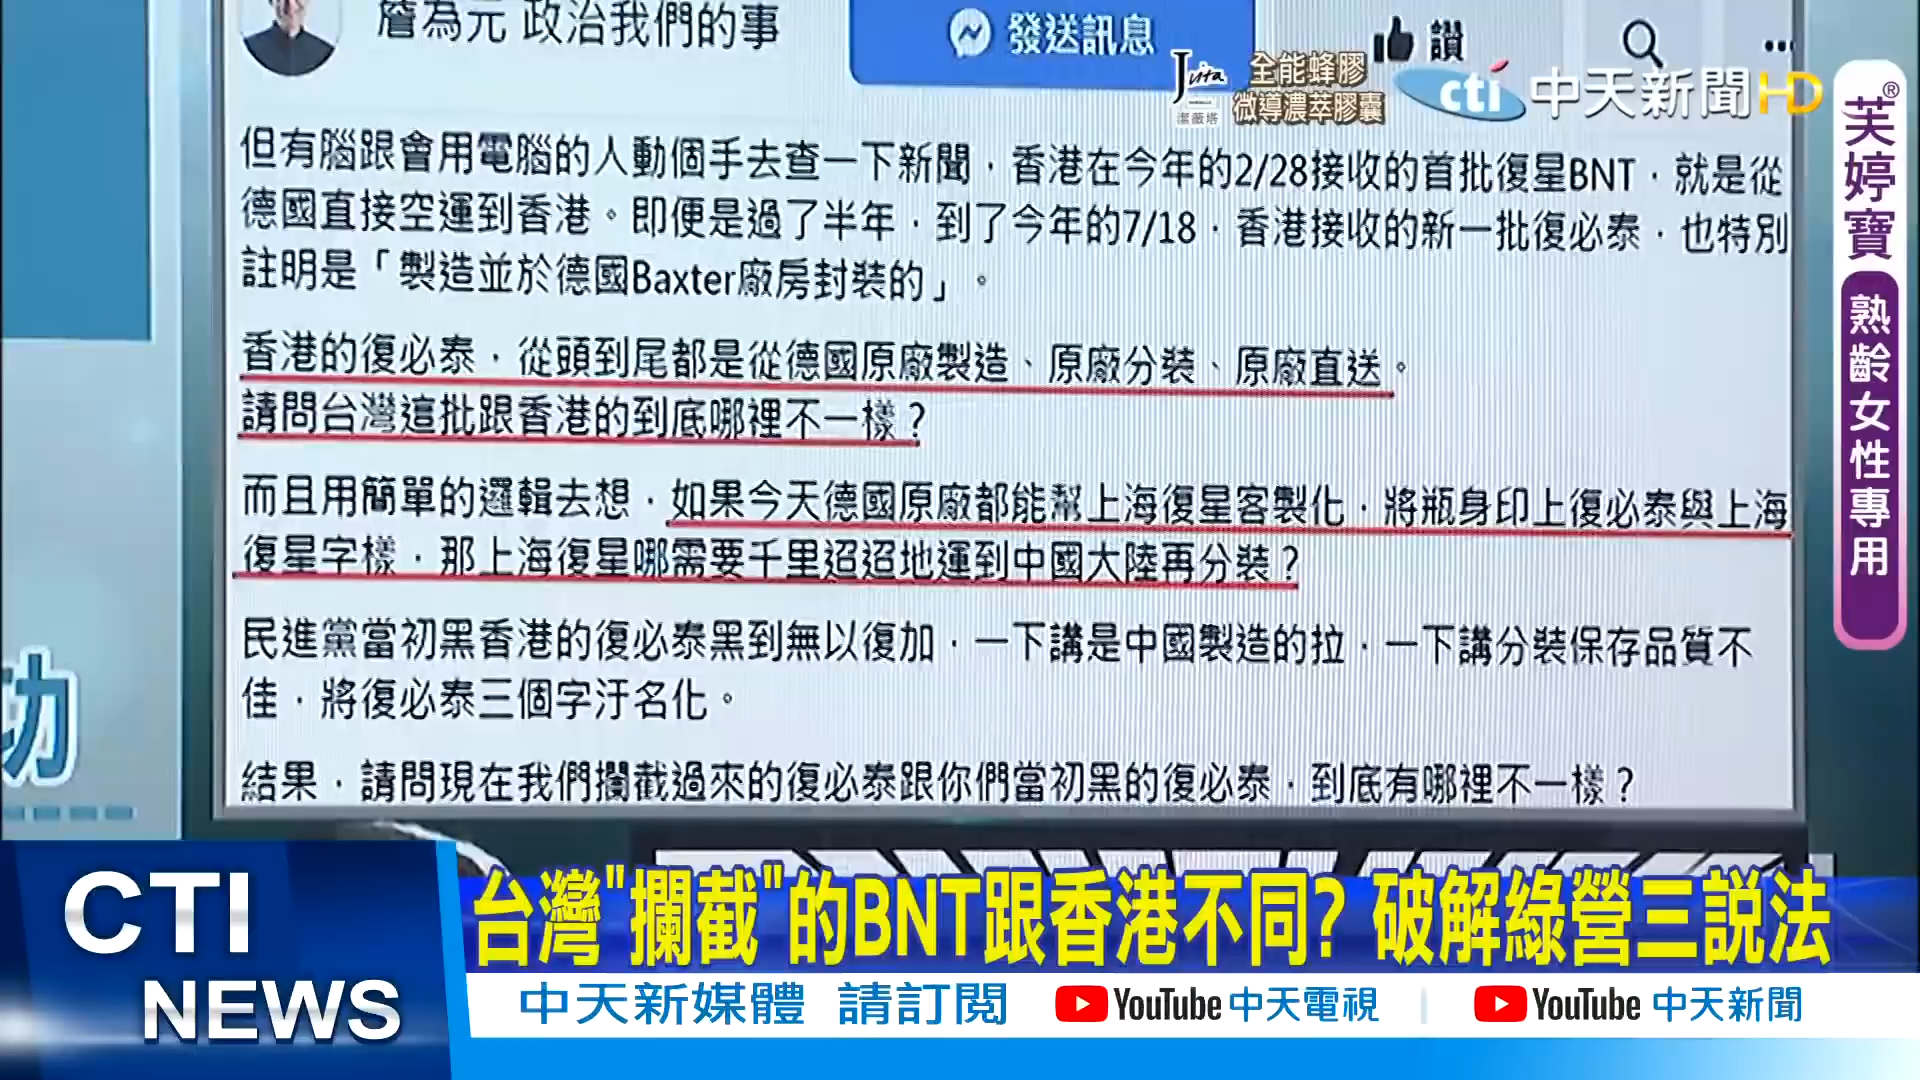 詹為元 政治我們的事
發送訊息
讚
Jvita
潔薇塔
全能蜂膠
微導濃萃膠囊
cti 中天新聞HD
芙婷寶®
熟齡女性專用
但有腦跟會用電腦的人動個手去查一下新聞，香港在今年的2/28接收的首批復星BNT，就是從
德國直接空運到香港。即便是過了半年，到了今年的7/18，香港接收的新一批復必泰，也特別
註明是「製造並於德國Baxter廠房封裝的」。
香港的復必泰，從頭到尾都是從德國原廠製造、原廠分裝、原廠直送。
請問台灣這批跟香港的到底哪裡不一樣？
而且用簡單的邏輯去想，如果今天德國原廠都能幫上海復星客製化，將瓶身印上復必泰與上海
復星字樣，那上海復星哪需要千里迢迢地運到中國大陸再分裝？
民進黨當初黑香港的復必泰黑到無以復加，一下講是中國製造的拉，一下講分裝保存品質不
佳，將復必泰三個字汙名化。
結果，請問現在我們攔截過來的復必泰跟你們當初黑的復必泰，到底有哪裡不一樣？
功
CTI
NEWS
台灣"攔截"的BNT跟香港不同? 破解綠營三說法
中天新媒體 請訂閱 YouTube 中天電視 | YouTube 中天新聞